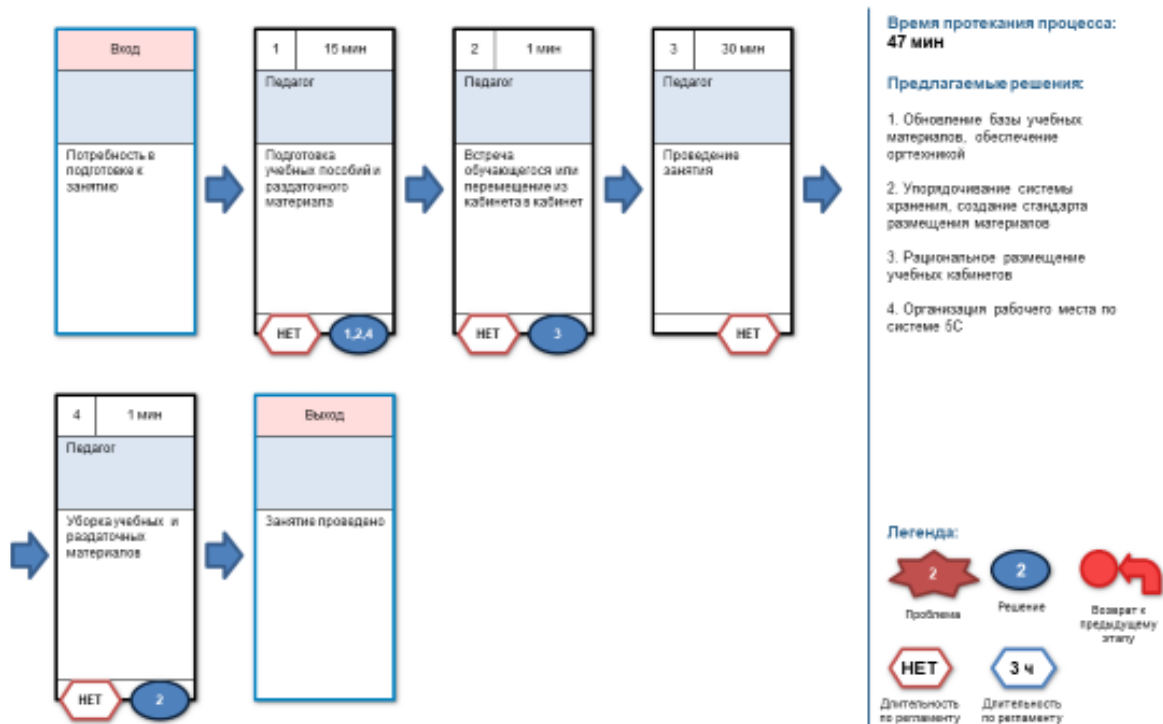 Вход
Потребность в
подготовке к
занятию
1 15 мин
Педагог
Подготовка
учебных пособий и
раздаточного
материала
НЕТ 1,2,4
2 1 мин
Педагог
Встреча
обучающегося или
перемещение из
кабинета в кабинет
НЕТ 3
3 30 мин
Педагог
Проведение
занятия
НЕТ
4 1 мин
Педагог
Уборка учебных и
раздаточных
материалов
НЕТ 2
Выход
Занятие проведено
Время протекания процесса:
47 мин
Предлагаемые решения:
1. Обновление базы учебных
материалов, обеспечение
оргтехникой
2. Упорядочивание системы
хранения, создание стандарта
размещения материалов
3. Рациональное размещение
учебных кабинетов
4. Организация рабочего места по
системе 5С
Легенда:
2
Проблема
2
Решение
Возврат к
предыдущему
этапу
НЕТ
Длительность
по регламенту
3 ч
Длительность
по регламенту